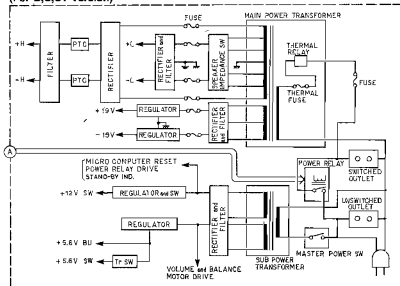 FUSE
MAIN POWER TRANSFORMER
+H
PTC
-H
PTC
FILTER
RECTIFIER
+L
-L
RECTIFIER and FILTER
SPEAKER IMPEDANCE SW
THERMAL RELAY
THERMAL FUSE
FUSE
+19V
REGULATOR
-19V
REGULATOR
RECTIFIER and FILTER
A
MICRO COMPUTER RESET
POWER RELAY DRIVE
STAND-BY IND.
POWER RELAY
SWITCHED OUTLET
+12V SW
REGULATOR and SW
RECTIFIER and FILTER
UNSWITCHED OUTLET
REGULATOR
+5.6V BU
+5.6V SW
Tr SW
MASTER POWER SW
SUB POWER TRANSFORMER
VOLUME and BALANCE
MOTOR DRIVE